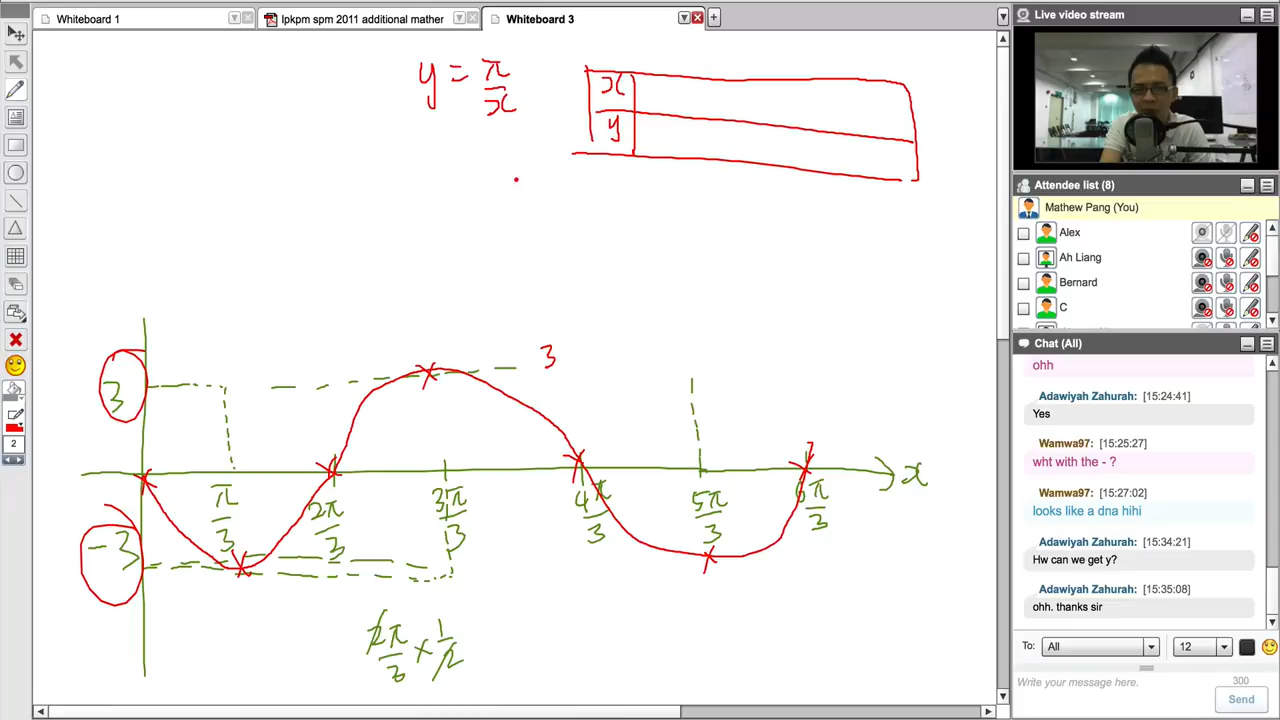 Whiteboard 1
lpkpm spm 2011 additional mather
Whiteboard 3
Live video stream
y = π/x
x
y
Attendee list (8)
Mathew Pang (You)
Alex
Ah Liang
Bernard
C
Chat (All)
ohh
Adawiyah Zahurah: [15:24:41]
Yes
Wamwa97: [15:25:27]
wht with the - ?
Wamwa97: [15:27:02]
looks like a dna hihi
Adawiyah Zahurah: [15:34:21]
Hw can we get y?
Adawiyah Zahurah: [15:35:08]
ohh. thanks sir
To: All 12
Write your message here. 300
Send
2
3
3
x
π/3 2π/3 3π/3 4π/3 5π/3 6π/3
-3
2π/3 × 1/2